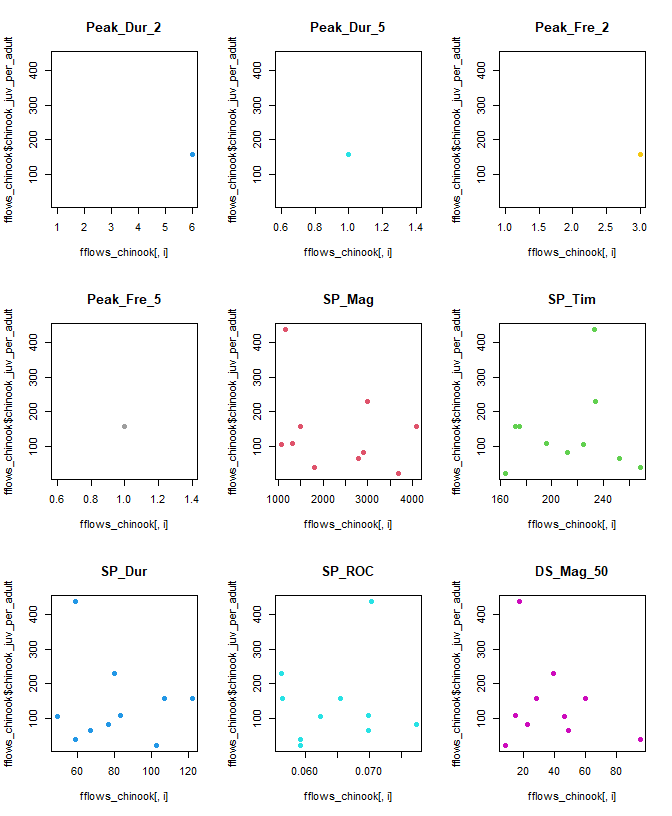 Peak_Dur_2 Peak_Dur_5 Peak_Fre_2
fflows_chinook$chinook_juv_per_adult fflows_chinook$chinook_juv_per_adult fflows_chinook$chinook_juv_per_adult
400 400 400
300 300 300
200 200 200
100 100 100
1 2 3 4 5 6 0.6 0.8 1.0 1.2 1.4 1.0 1.5 2.0 2.5 3.0
fflows_chinook[, i] fflows_chinook[, i] fflows_chinook[, i]
Peak_Fre_5 SP_Mag SP_Tim
fflows_chinook$chinook_juv_per_adult fflows_chinook$chinook_juv_per_adult fflows_chinook$chinook_juv_per_adult
400 400 400
300 300 300
200 200 200
100 100 100
0.6 0.8 1.0 1.2 1.4 1000 2000 3000 4000 160 200 240
fflows_chinook[, i] fflows_chinook[, i] fflows_chinook[, i]
SP_Dur SP_ROC DS_Mag_50
fflows_chinook$chinook_juv_per_adult fflows_chinook$chinook_juv_per_adult fflows_chinook$chinook_juv_per_adult
400 400 400
300 300 300
200 200 200
100 100 100
60 80 100 120 0.060 0.070 20 40 60 80
fflows_chinook[, i] fflows_chinook[, i] fflows_chinook[, i]